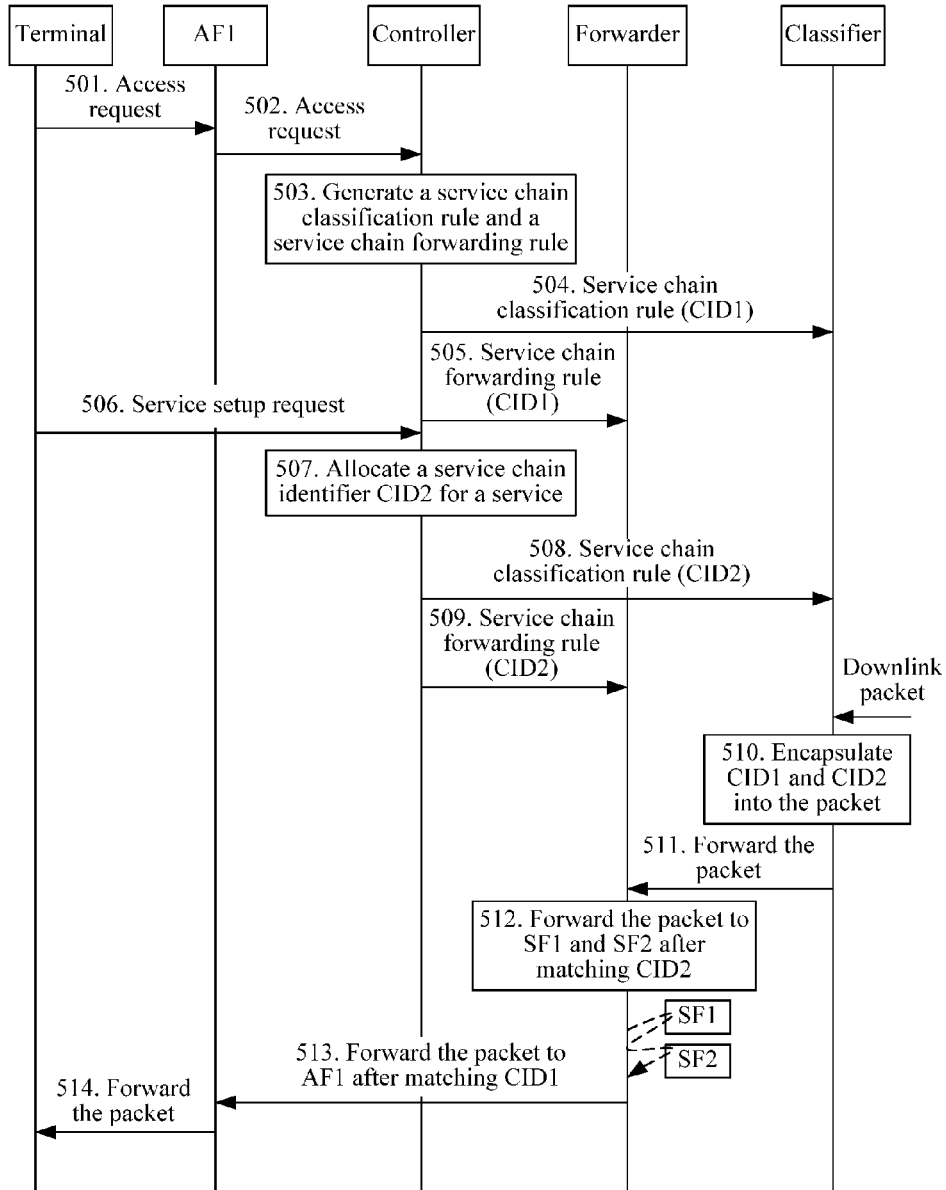 Terminal
AF1
Controller
Forwarder
Classifier
501. Access
request
502. Access
request
503. Generate a service chain
classification rule and a
service chain forwarding rule
504. Service chain
classification rule (CID1)
505. Service chain
forwarding rule
(CID1)
506. Service setup request
507. Allocate a service chain
identifier CID2 for a service
508. Service chain
classification rule (CID2)
509. Service chain
forwarding rule
(CID2)
Downlink
packet
510. Encapsulate
CID1 and CID2
into the packet
511. Forward the
packet
512. Forward the packet to
SF1 and SF2 after
matching CID2
SF1
SF2
513. Forward the packet to
AF1 after matching CID1
514. Forward
the packet